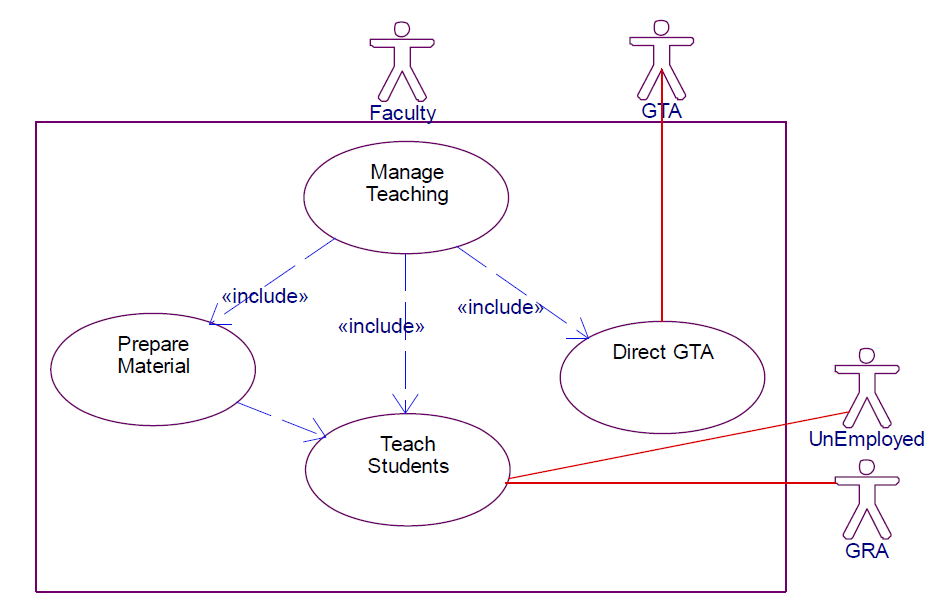 Faculty
GTA
Manage
Teaching
«include»
«include»
«include»
Prepare
Material
Direct GTA
Teach
Students
UnEmployed
GRA